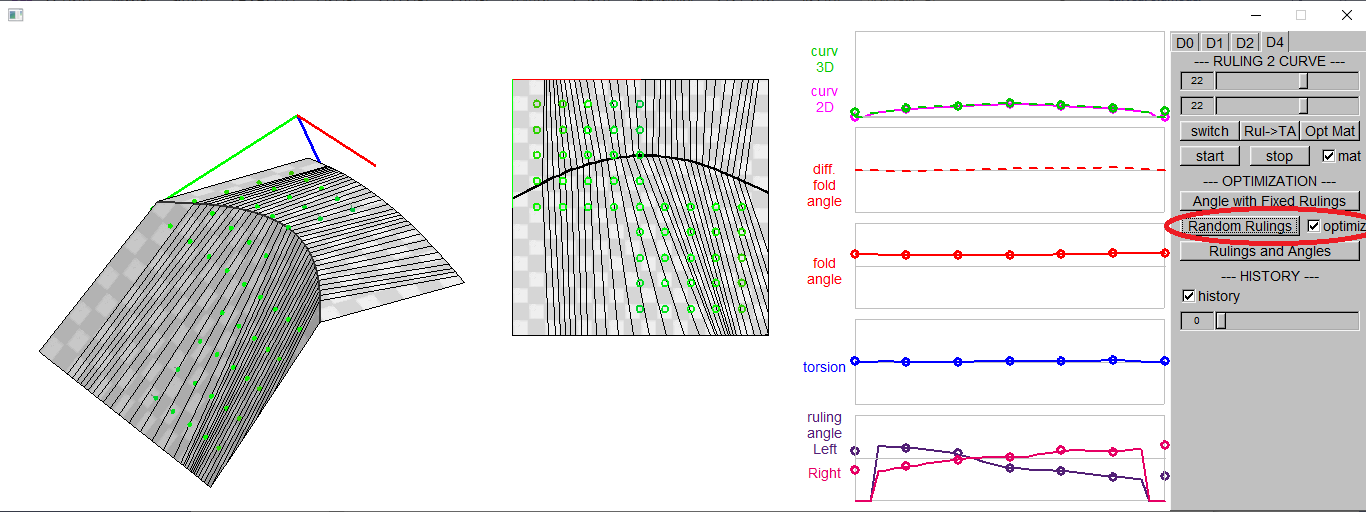 curv
3D
curv
2D
diff.
fold
angle
fold
angle
torsion
ruling
angle
Left
Right
D0 D1 D2 D4
--- RULING 2 CURVE ---
22
22
switch Rul->TA Opt Mat
start stop mat
--- OPTIMIZATION ---
Angle with Fixed Rulings
Random Rulings optimiz
Rulings and Angles
--- HISTORY ---
history
0